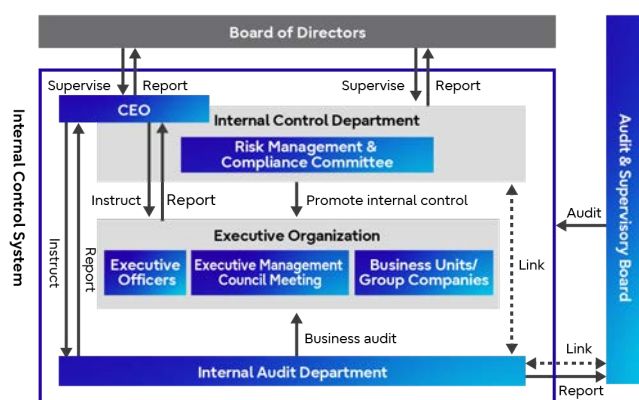 Board of Directors
Supervise
Report
Supervise
Report
CEO
Internal Control Department
Risk Management &
Compliance Committee
Instruct
Report
Promote internal control
Audit
Executive Organization
Executive
Officers
Executive Management
Council Meeting
Business Units/
Group Companies
Internal Control System
Instruct
Report
Link
Audit & Supervisory Board
Business audit
Link
Internal Audit Department
Report